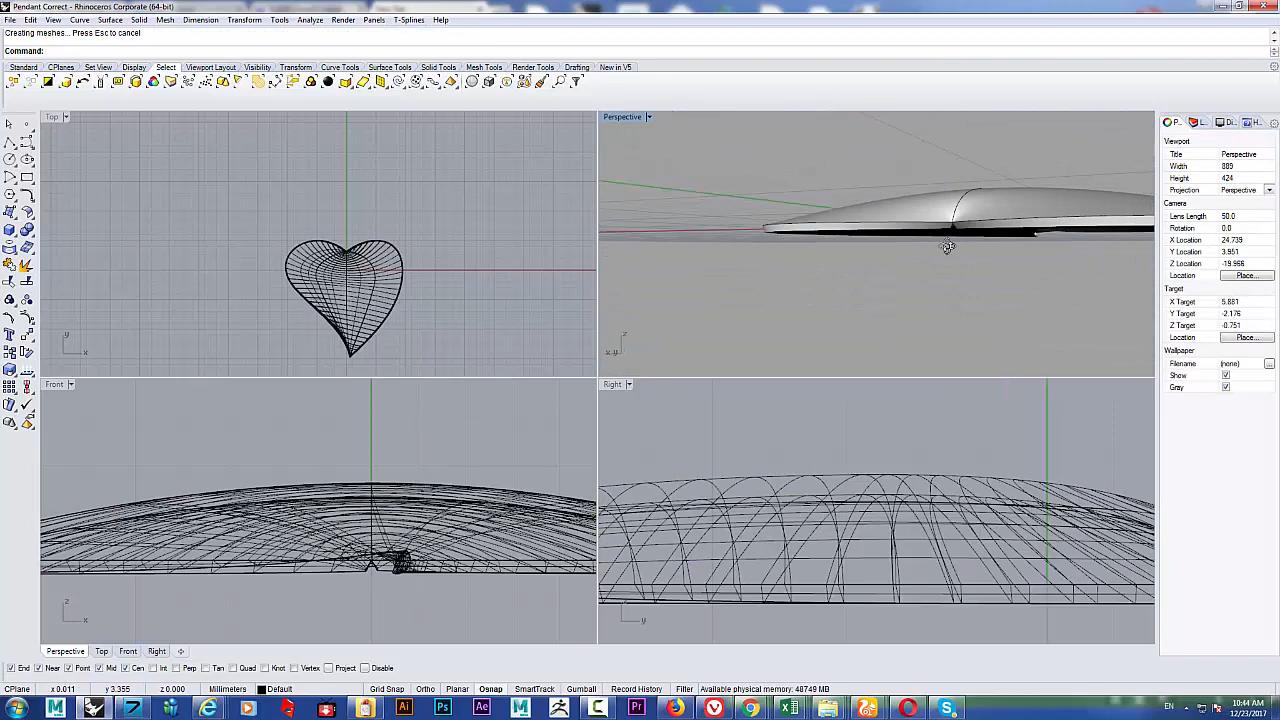 Pendant Correct - Rhinoceros Corporate (64-bit)
File Edit View Curve Surface Solid Mesh Dimension Transform Tools Analyze Render Panels T-Splines Help
Creating meshes... Press Esc to cancel
Command:
Standard CPlanes Set View Display Select Viewport Layout Visibility Transform Curve Tools Surface Tools Solid Tools Mesh Tools Render Tools Drafting New in V5
Top
Perspective
P... L... Di... H...
Viewport
Title Perspective
Width 889
Height 424
Projection Perspective
Camera
Lens Length 50.0
Rotation 0.0
X Location 24.739
Y Location 3.951
Z Location -19.966
Location Place...
Target
X Target 5.881
Y Target -2.176
Z Target -0.751
Location Place...
Wallpaper
Filename (none) ...
Show
Gray
y
x
z
x y
Front
Right
z
x
z
y
Perspective Top Front Right
End Near Point Mid Cen Int Perp Tan Quad Knot Vertex Project Disable
CPlane x 0.011 y 3.355 z 0.000 Millimeters Default Grid Snap Ortho Planar Osnap SmartTrack Gumball Record History Filter Available physical memory: 48749 MB
Ai Ps Ae Pr
EN 10:44 AM
12/23/2017